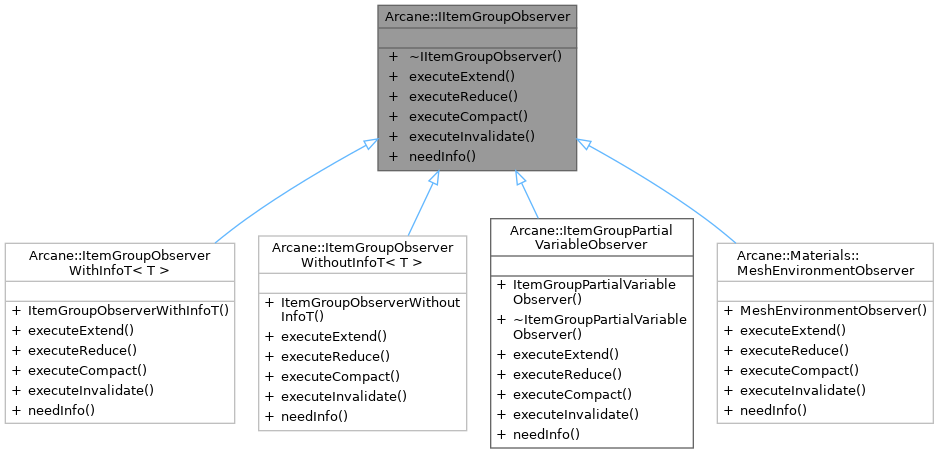 Arcane::IItemGroupObserver
+ ~IItemGroupObserver()
+ executeExtend()
+ executeReduce()
+ executeCompact()
+ executeInvalidate()
+ needInfo()
Arcane::ItemGroupObserver
WithInfoT< T >
+ ItemGroupObserverWithInfoT()
+ executeExtend()
+ executeReduce()
+ executeCompact()
+ executeInvalidate()
+ needInfo()
Arcane::ItemGroupObserver
WithoutInfoT< T >
+ ItemGroupObserverWithout
InfoT()
+ executeExtend()
+ executeReduce()
+ executeCompact()
+ executeInvalidate()
+ needInfo()
Arcane::ItemGroupPartial
VariableObserver
+ ItemGroupPartialVariable
Observer()
+ ~ItemGroupPartialVariable
Observer()
+ executeExtend()
+ executeReduce()
+ executeCompact()
+ executeInvalidate()
+ needInfo()
Arcane::Materials::
MeshEnvironmentObserver
+ MeshEnvironmentObserver()
+ executeExtend()
+ executeReduce()
+ executeCompact()
+ executeInvalidate()
+ needInfo()